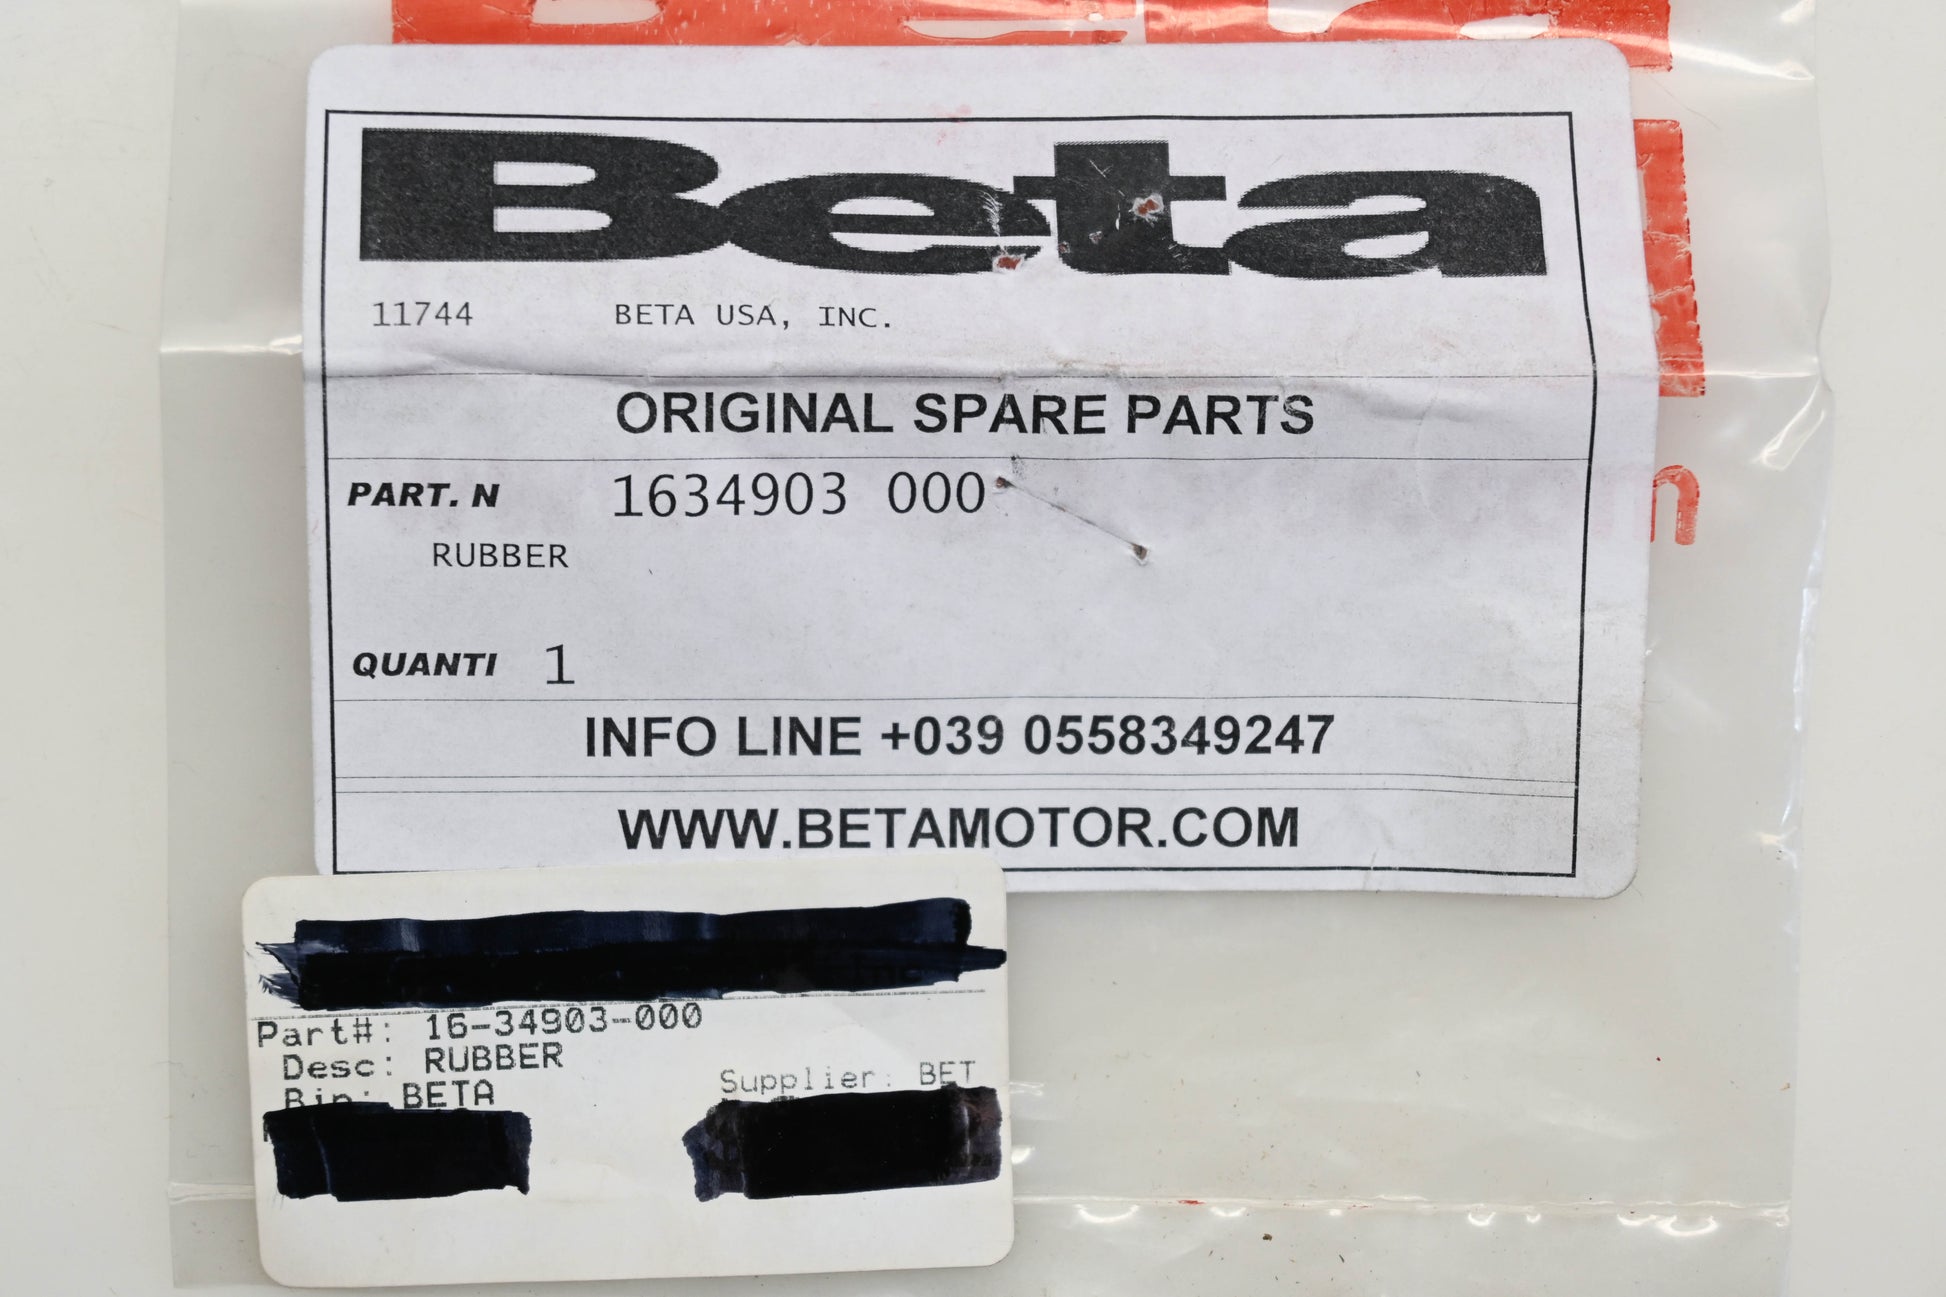 Beta
11744 BETA USA, INC.
ORIGINAL SPARE PARTS
PART. N 1634903 000
RUBBER
QUANTI 1
INFO LINE +039 0558349247
WWW.BETAMOTOR.COM
Part#: 16-34903-000
Desc: RUBBER
Bin: BETA
Supplier: BET